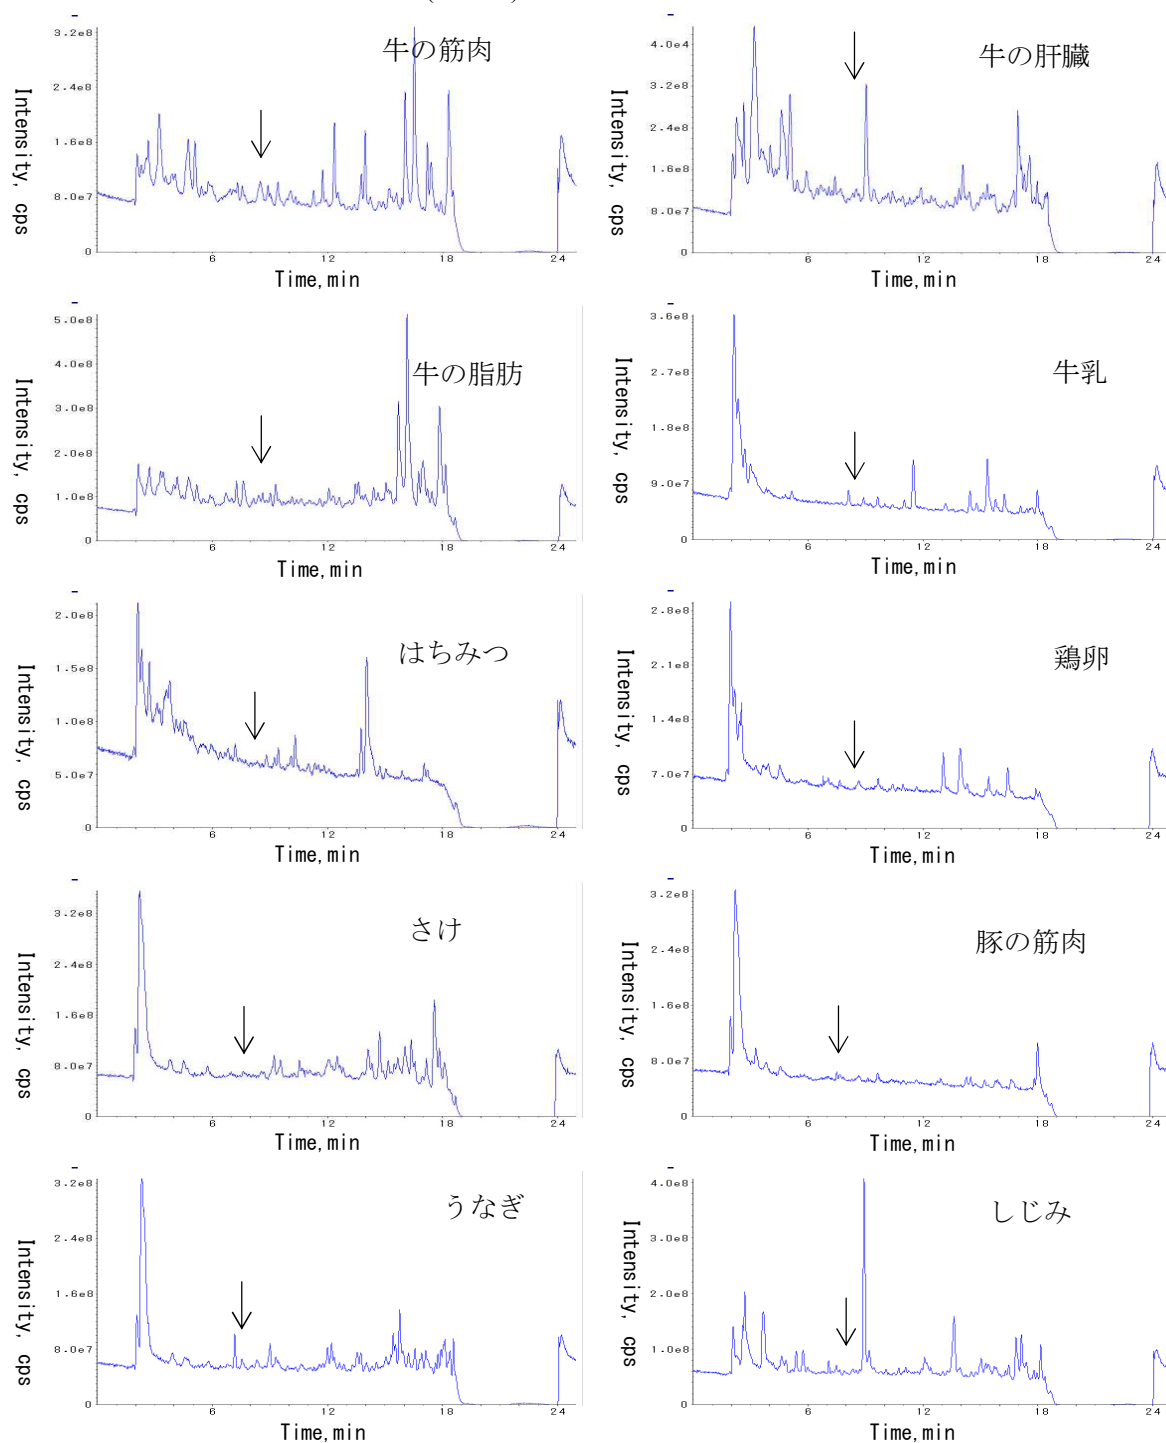 牛の筋肉
3.2e8
2.4e8
1.6e8
8.0e7
0
Intensity, cps
6 12 18 24
Time,min
牛の肝臓
4.0e4
3.2e8
2.4e8
1.6e8
8.0e7
0
Intensity, cps
6 12 18 24
Time,min
牛の脂肪
5.0e8
4.0e8
3.0e8
2.0e8
1.0e8
0
Intensity, cps
6 12 18 24
Time,min
牛乳
3.6e8
2.7e8
1.8e8
9.0e7
0
Intensity, cps
6 12 18 24
Time,min
はちみつ
2.0e8
1.5e8
1.0e8
5.0e7
0
Intensity, cps
6 12 18 24
Time,min
鶏卵
2.8e8
2.1e8
1.4e8
7.0e7
0
Intensity, cps
6 12 18 24
Time,min
さけ
3.2e8
2.4e8
1.6e8
8.0e7
0
Intensity, cps
6 12 18 24
Time,min
豚の筋肉
3.2e8
2.4e8
1.6e8
8.0e7
0
Intensity, cps
6 12 18 24
Time,min
うなぎ
3.2e8
2.4e8
1.6e8
8.0e7
0
Intensity, cps
6 12 18 24
Time,min
しじみ
4.0e8
3.0e8
2.0e8
1.0e8
0
Intensity, cps
6 12 18 24
Time,min